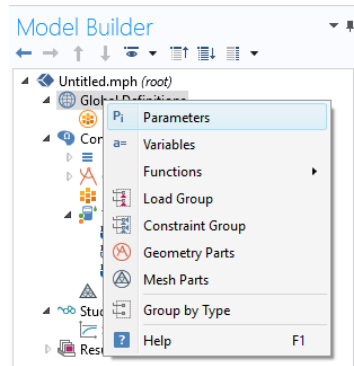 Model Builder
Untitled.mph (root)
Global Definitions
Pi Parameters
a= Variables
Functions
Load Group
Constraint Group
Geometry Parts
Mesh Parts
Group by Type
? Help F1